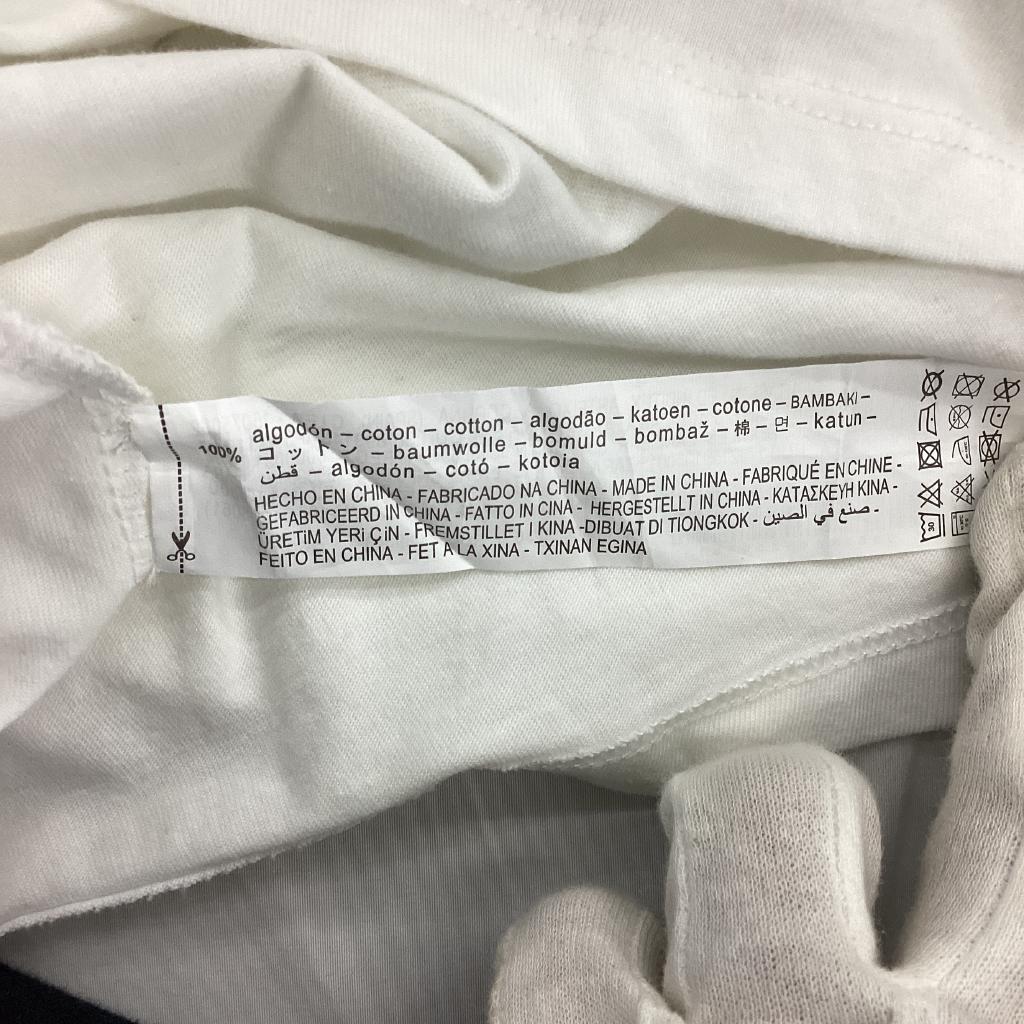 100% algodón – coton – cotton – algodão – katoen – cotone – BAMBAKI –
コットン – baumwolle – bomuld – bombaž – 棉 – 면 – katun –
قطن – algodón – cotó – kotoia
HECHO EN CHINA - FABRICADO NA CHINA - MADE IN CHINA - FABRIQUÉ EN CHINE -
GEFABRICEERD IN CHINA - FATTO IN CINA - HERGESTELLT IN CHINA - ΚΑΤΑΣΚΕΥΗ ΚΙΝΑ -
ÜRETİM YERİ ÇİN - FREMSTILLET I KINA -DIBUAT DI TIONGKOK - صنع في الصين -
FEITO EN CHINA - FET A LA XINA - TXINAN EGINA
30